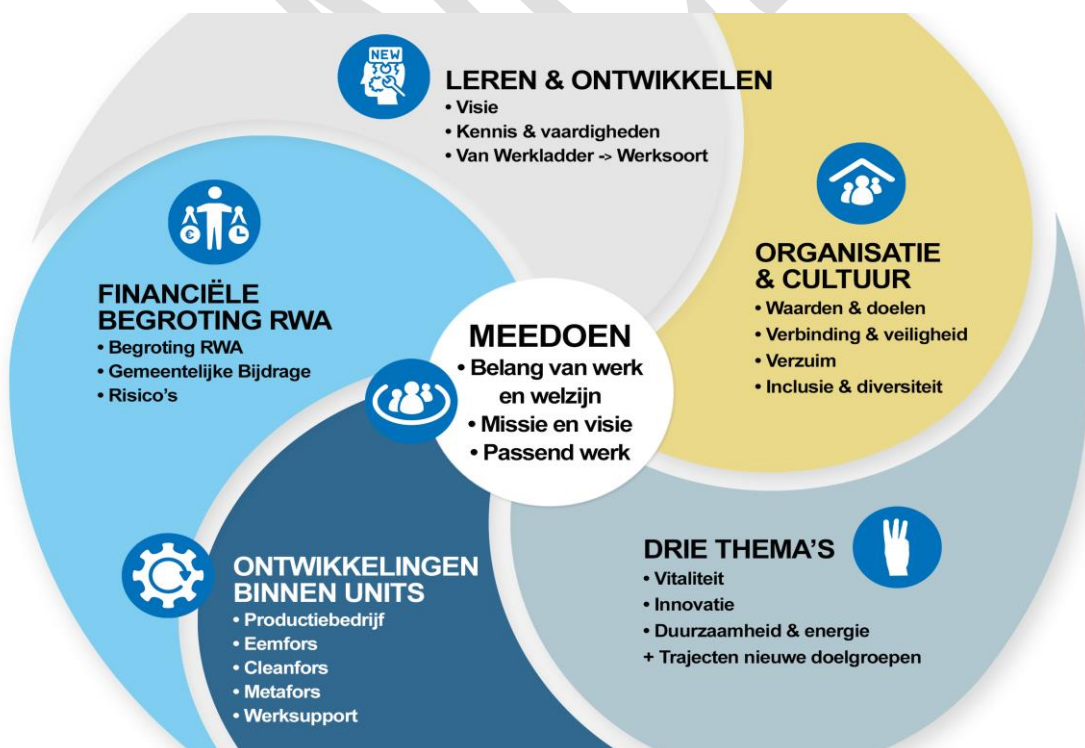 NEW
LEREN & ONTWIKKELEN
• Visie
• Kennis & vaardigheden
• Van Werkladder -> Werksoort
ORGANISATIE
& CULTUUR
• Waarden & doelen
• Verbinding & veiligheid
• Verzuim
• Inclusie & diversiteit
FINANCIËLE
BEGROTING RWA
• Begroting RWA
• Gemeentelijke Bijdrage
• Risico's
MEEDOEN
• Belang van werk
en welzijn
• Missie en visie
• Passend werk
DRIE THEMA'S
• Vitaliteit
• Innovatie
• Duurzaamheid & energie
+ Trajecten nieuwe doelgroepen
ONTWIKKELINGEN
BINNEN UNITS
• Productiebedrijf
• Eemfors
• Cleanfors
• Metafors
• Werksupport